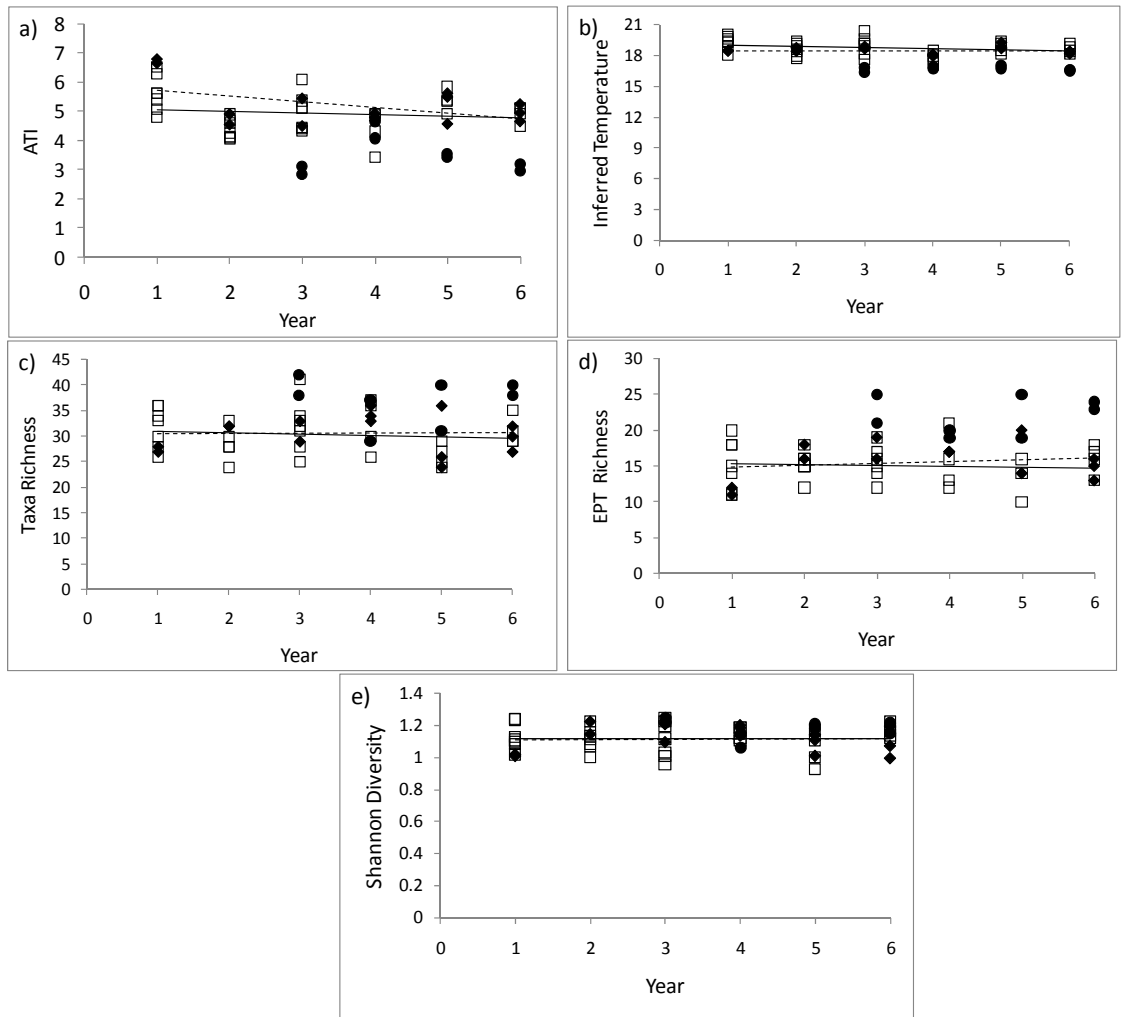 a)
ATI
8
7
6
5
4
3
2
1
0
0 1 2 3 4 5 6
Year
b)
Inferred Temperature
21
18
15
12
9
6
3
0
0 1 2 3 4 5 6
Year
c)
Taxa Richness
45
40
35
30
25
20
15
10
5
0
0 1 2 3 4 5 6
Year
d)
EPT Richness
30
25
20
15
10
5
0
0 1 2 3 4 5 6
Year
e)
Shannon Diversity
1.4
1.2
1
0.8
0.6
0.4
0.2
0
0 1 2 3 4 5 6
Year